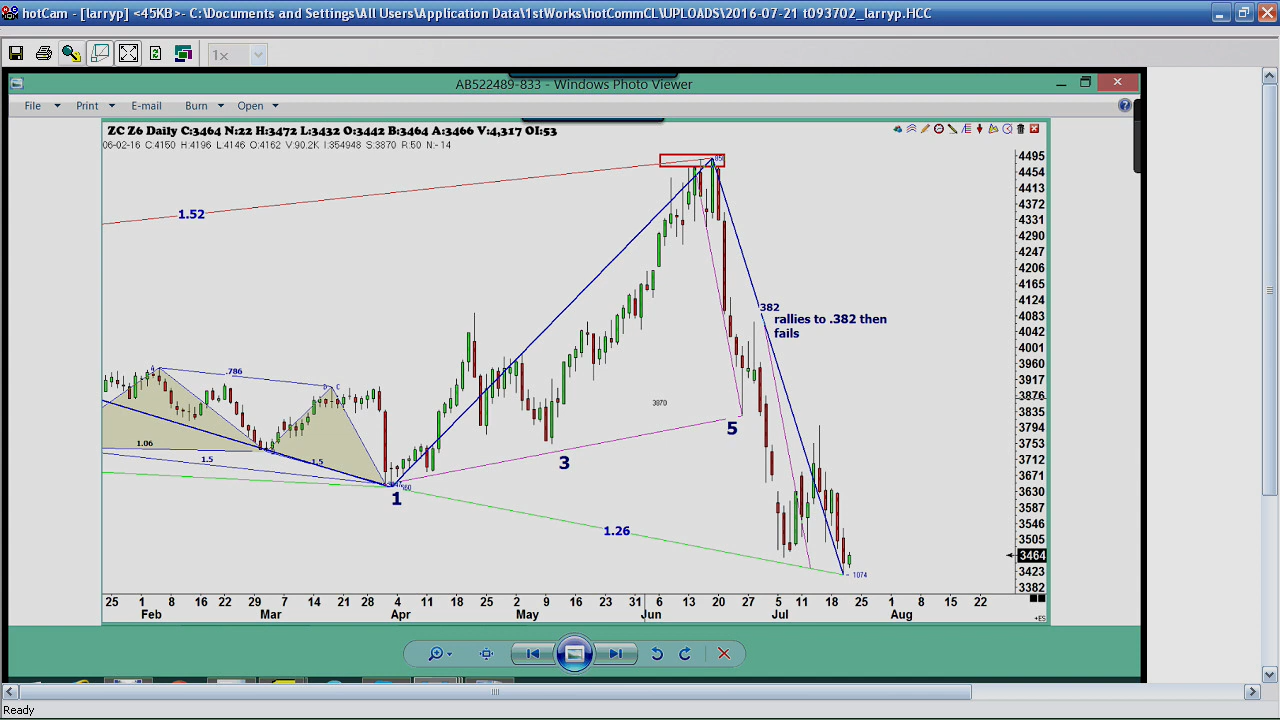 hotCam - [larryp] <45KB>- C:\Documents and Settings\All Users\Application Data\1stWorks\hotCommCL\UPLOADS\2016-07-21 t093702_larryp.HCC
1x
AB522489-833 - Windows Photo Viewer
File Print E-mail Burn Open
ZC Z6 Daily C:3464 N:22 H:3472 L:3432 O:3442 B:3464 A:3466 V:4,317 OI:53
06-02-16 C:4150 H:4196 L:4146 O:4162 V:90.2K I:354948 S:3870 R:50 N:-14
4495
4454
4413
4372
4331
4290
4247
4206
4165
4124
4083
4042
4001
3960
3917
3876
3835
3794
3753
3712
3671
3630
3587
3546
3505
3464
3423
3382
1.52
382
rallies to .382 then
fails
A
.786
C
3870
1.06
1.5
1.5
5
3
1
1.26
1074
25 1 8 16 22 29 7 14 21 28 4 11 18 25 2 9 16 23 31 6 13 20 27 5 11 18 25 1 8 15 22
Feb Mar Apr May Jun Jul Aug
+ES
Ready